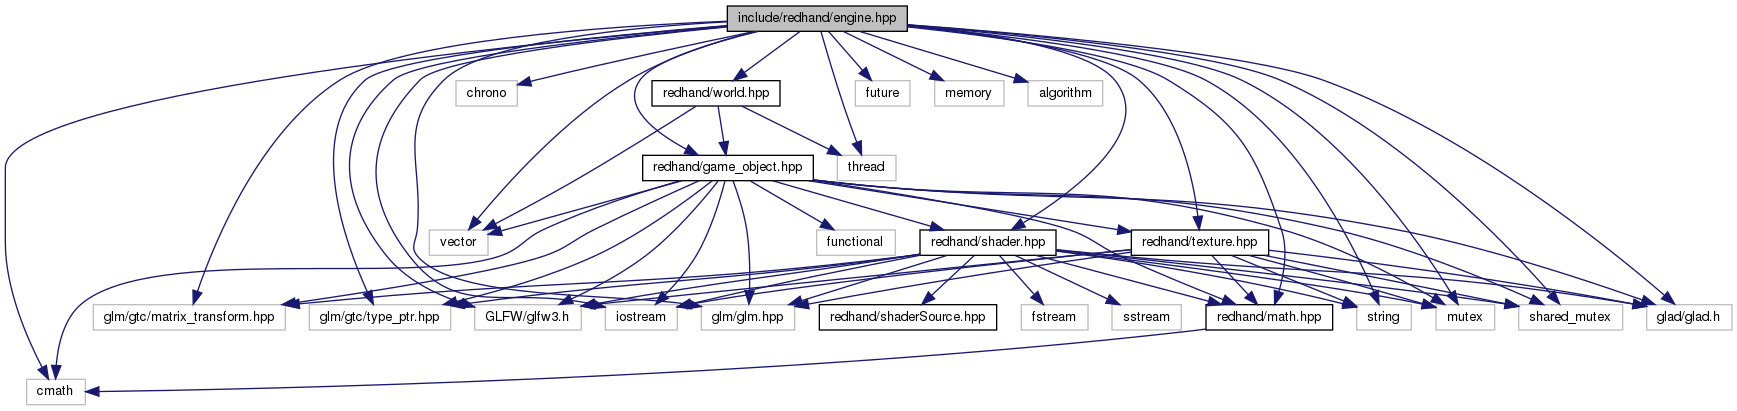 include/redhand/engine.hpp
chrono
redhand/world.hpp
future
memory
algorithm
redhand/game_object.hpp
thread
vector
functional
redhand/shader.hpp
redhand/texture.hpp
glm/gtc/matrix_transform.hpp
glm/gtc/type_ptr.hpp
GLFW/glfw3.h
iostream
glm/glm.hpp
redhand/shaderSource.hpp
fstream
sstream
redhand/math.hpp
string
mutex
shared_mutex
glad/glad.h
cmath